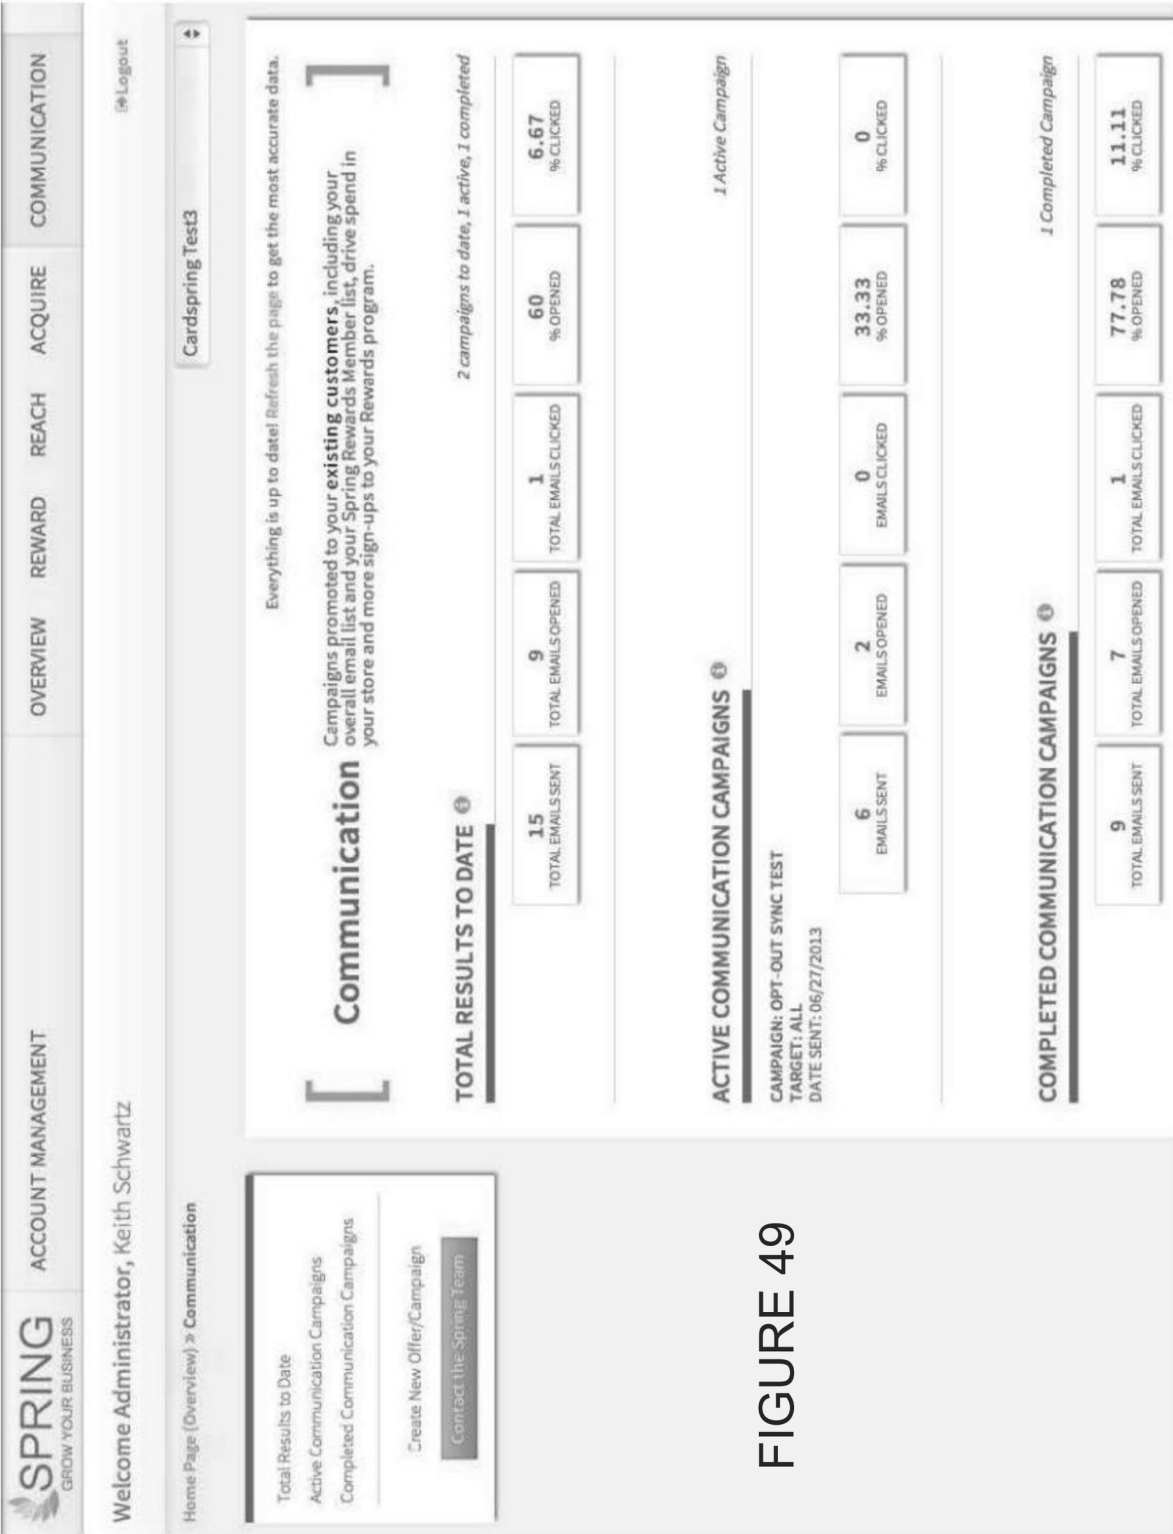 SPRING
GROW YOUR BUSINESS
ACCOUNT MANAGEMENT
OVERVIEW
REWARD
REACH
ACQUIRE
COMMUNICATION
Welcome Administrator, Keith Schwartz
Logout
Home Page (Overview) » Communication
Cardspring Test3
Total Results to Date
Active Communication Campaigns
Completed Communication Campaigns
Create New Offer/Campaign
Contact the Spring Team
Everything is up to date! Refresh the page to get the most accurate data.
[ Communication
Campaigns promoted to your existing customers, including your
overall email list and your Spring Rewards Member list, drive spend in
your store and more sign-ups to your Rewards program.
]
TOTAL RESULTS TO DATE
2 campaigns to date, 1 active, 1 completed
15
TOTAL EMAILS SENT
9
TOTAL EMAILS OPENED
1
TOTAL EMAILS CLICKED
60
% OPENED
6.67
% CLICKED
ACTIVE COMMUNICATION CAMPAIGNS
1 Active Campaign
CAMPAIGN: OPT-OUT SYNC TEST
TARGET: ALL
DATE SENT: 06/27/2013
6
EMAILS SENT
2
EMAILS OPENED
0
EMAILS CLICKED
33.33
% OPENED
0
% CLICKED
COMPLETED COMMUNICATION CAMPAIGNS
1 Completed Campaign
9
TOTAL EMAILS SENT
7
TOTAL EMAILS OPENED
1
TOTAL EMAILS CLICKED
77.78
% OPENED
11.11
% CLICKED
FIGURE 49